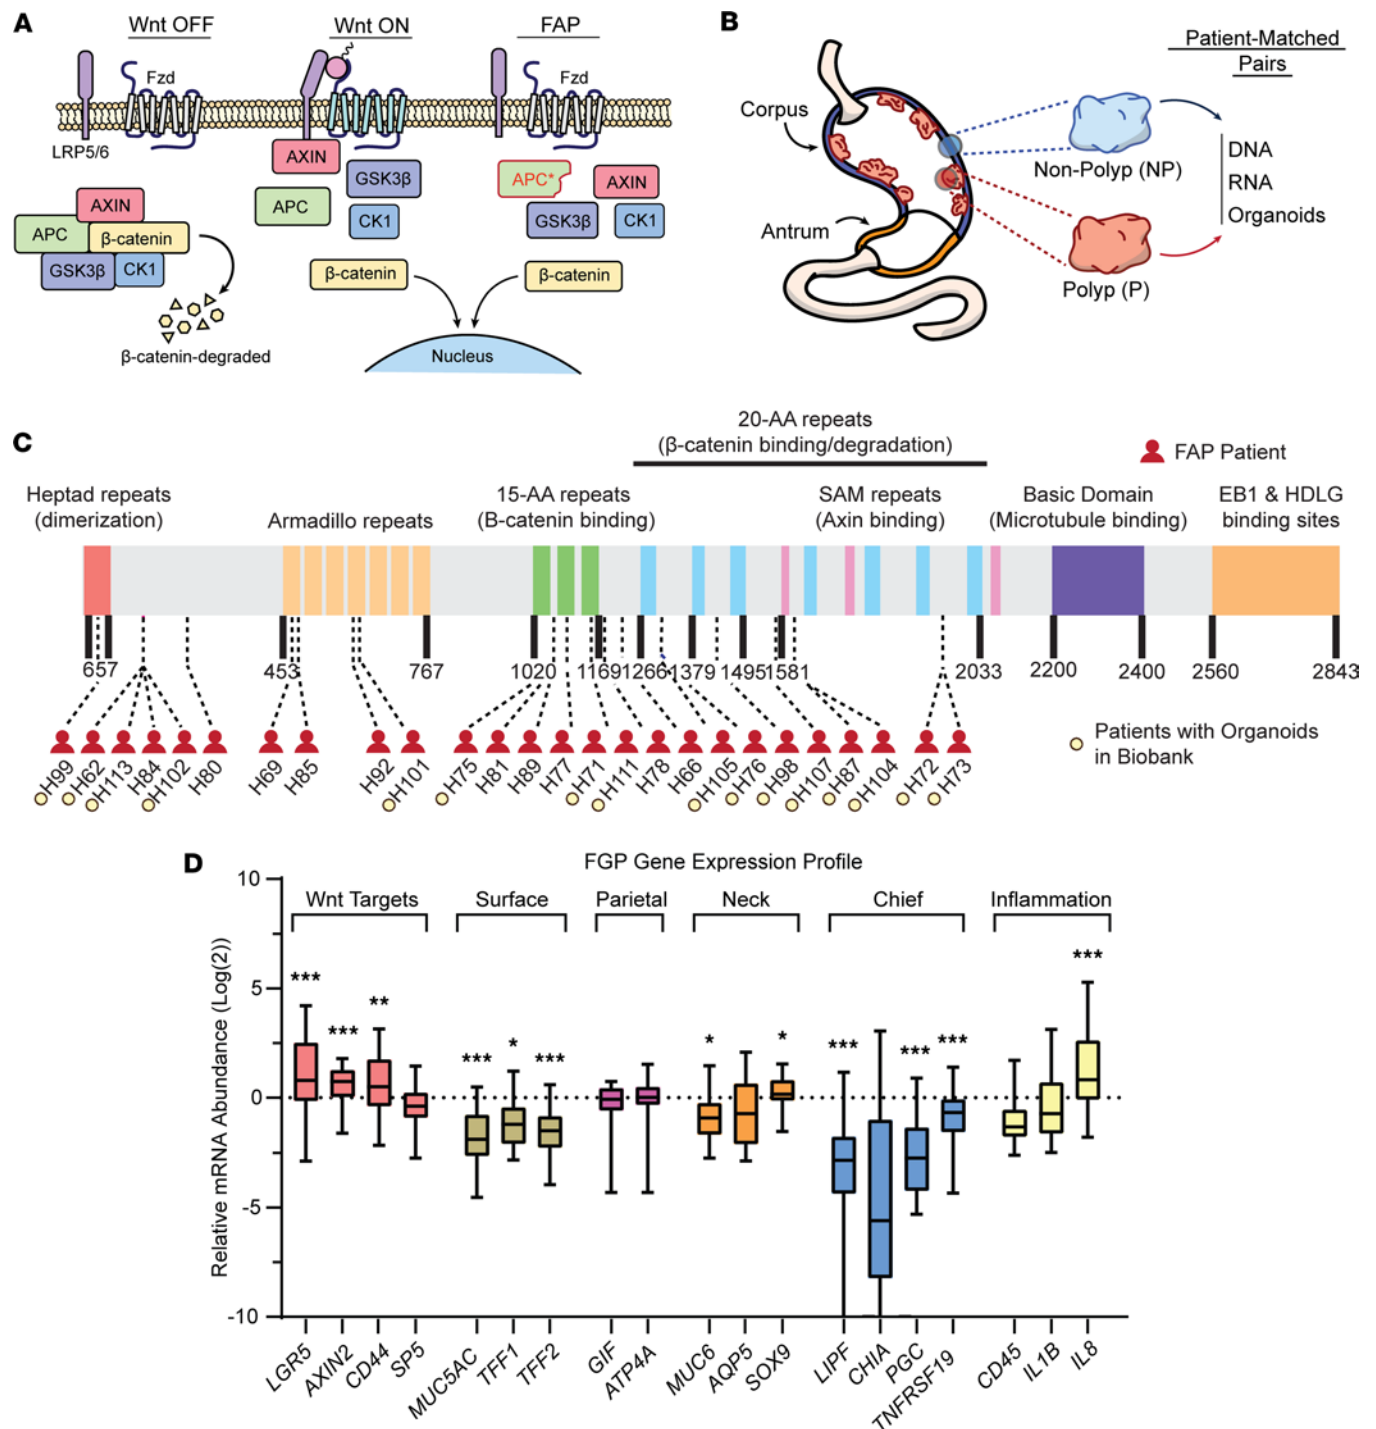 A
Wnt OFF
Wnt ON
FAP
Fzd
Fzd
LRP5/6
AXIN
GSK3β
APC
CK1
APC*
AXIN
GSK3β
CK1
AXIN
APC
β-catenin
GSK3β
CK1
β-catenin
β-catenin
β-catenin-degraded
Nucleus
B
Patient-Matched
Pairs
Corpus
Antrum
Non-Polyp (NP)
Polyp (P)
DNA
RNA
Organoids
C
20-AA repeats
(β-catenin binding/degradation)
FAP Patient
Heptad repeats
(dimerization)
Armadillo repeats
15-AA repeats
(B-catenin binding)
SAM repeats
(Axin binding)
Basic Domain
(Microtubule binding)
EB1 & HDLG
binding sites
657 453 767 1020 1169 1266 1379 1495 1581 2033 2200 2400 2560 2843
H99 H62 H113 H84 H102 H80 H69 H85 H92 H101 H75 H81 H89 H77 H71 H111 H78 H66 H105 H76 H98 H107 H87 H104 H72 H73
Patients with Organoids
in Biobank
D
FGP Gene Expression Profile
Relative mRNA Abundance (Log(2))
10
5
0
-5
-10
Wnt Targets Surface Parietal Neck Chief Inflammation
*** *** ** *** * *** * * *** *** *** ***
LGR5 AXIN2 CD44 SP5 MUC5AC TFF1 TFF2 GIF ATP4A MUC6 AQP5 SOX9 LIPF CHIA PGC TNFRSF19 CD45 IL1B IL8